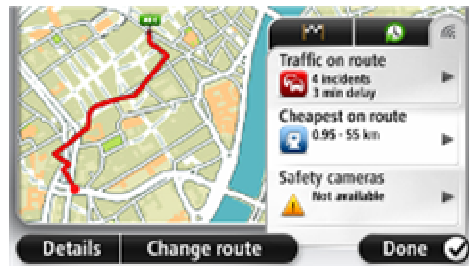 Traffic on route
4 incidents
3 min delay
Cheapest on route
0.95 - 55 km
Safety cameras
Not available
Details
Change route
Done